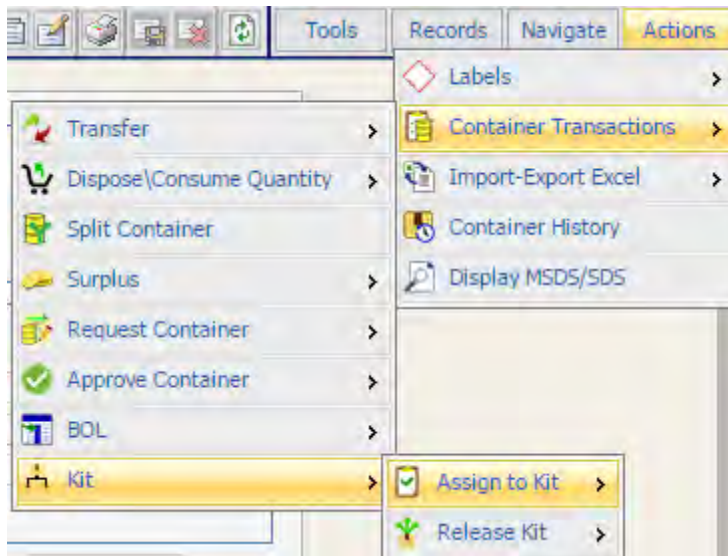 Tools Records Navigate Actions
Labels
Container Transactions
Import-Export Excel
Container History
Display MSDS/SDS
Transfer
Dispose\Consume Quantity
Split Container
Surplus
Request Container
Approve Container
BOL
Kit
Assign to Kit
Release Kit